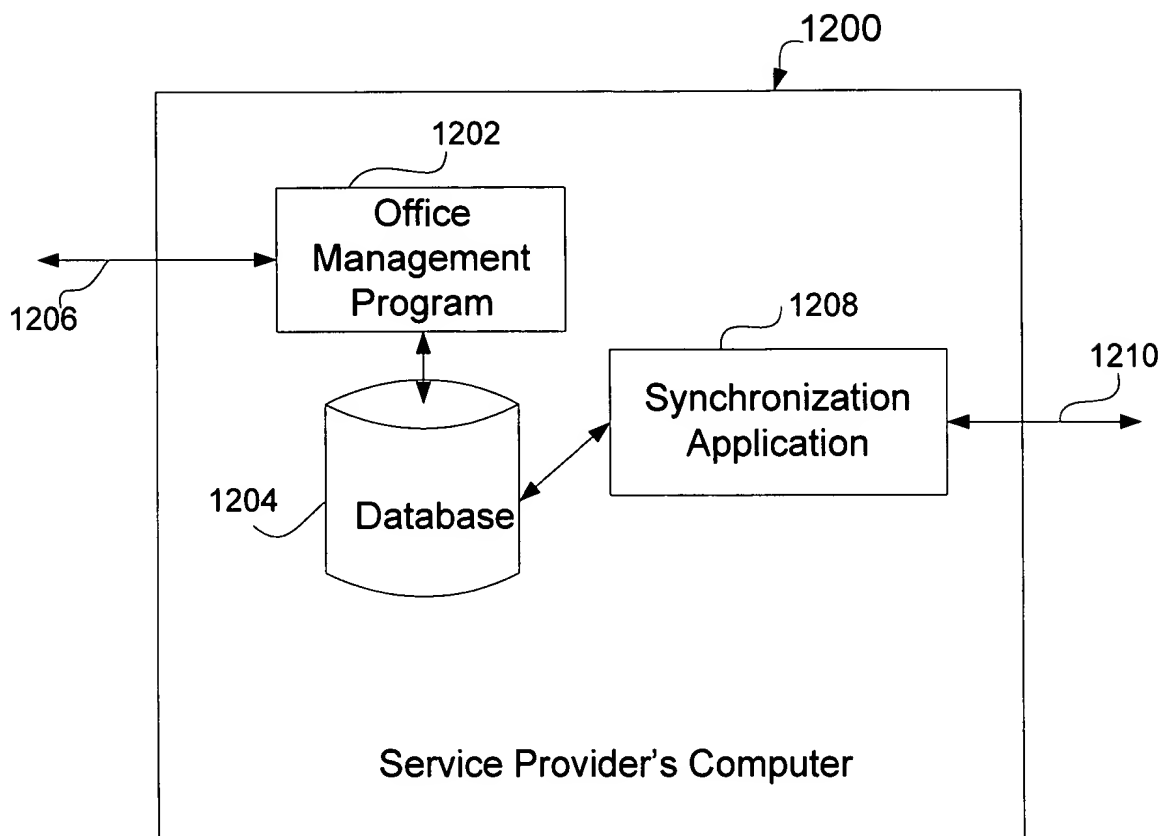 1200
1202
Office
Management
Program
1206
1208
1210
Synchronization
Application
1204
Database
Service Provider's Computer